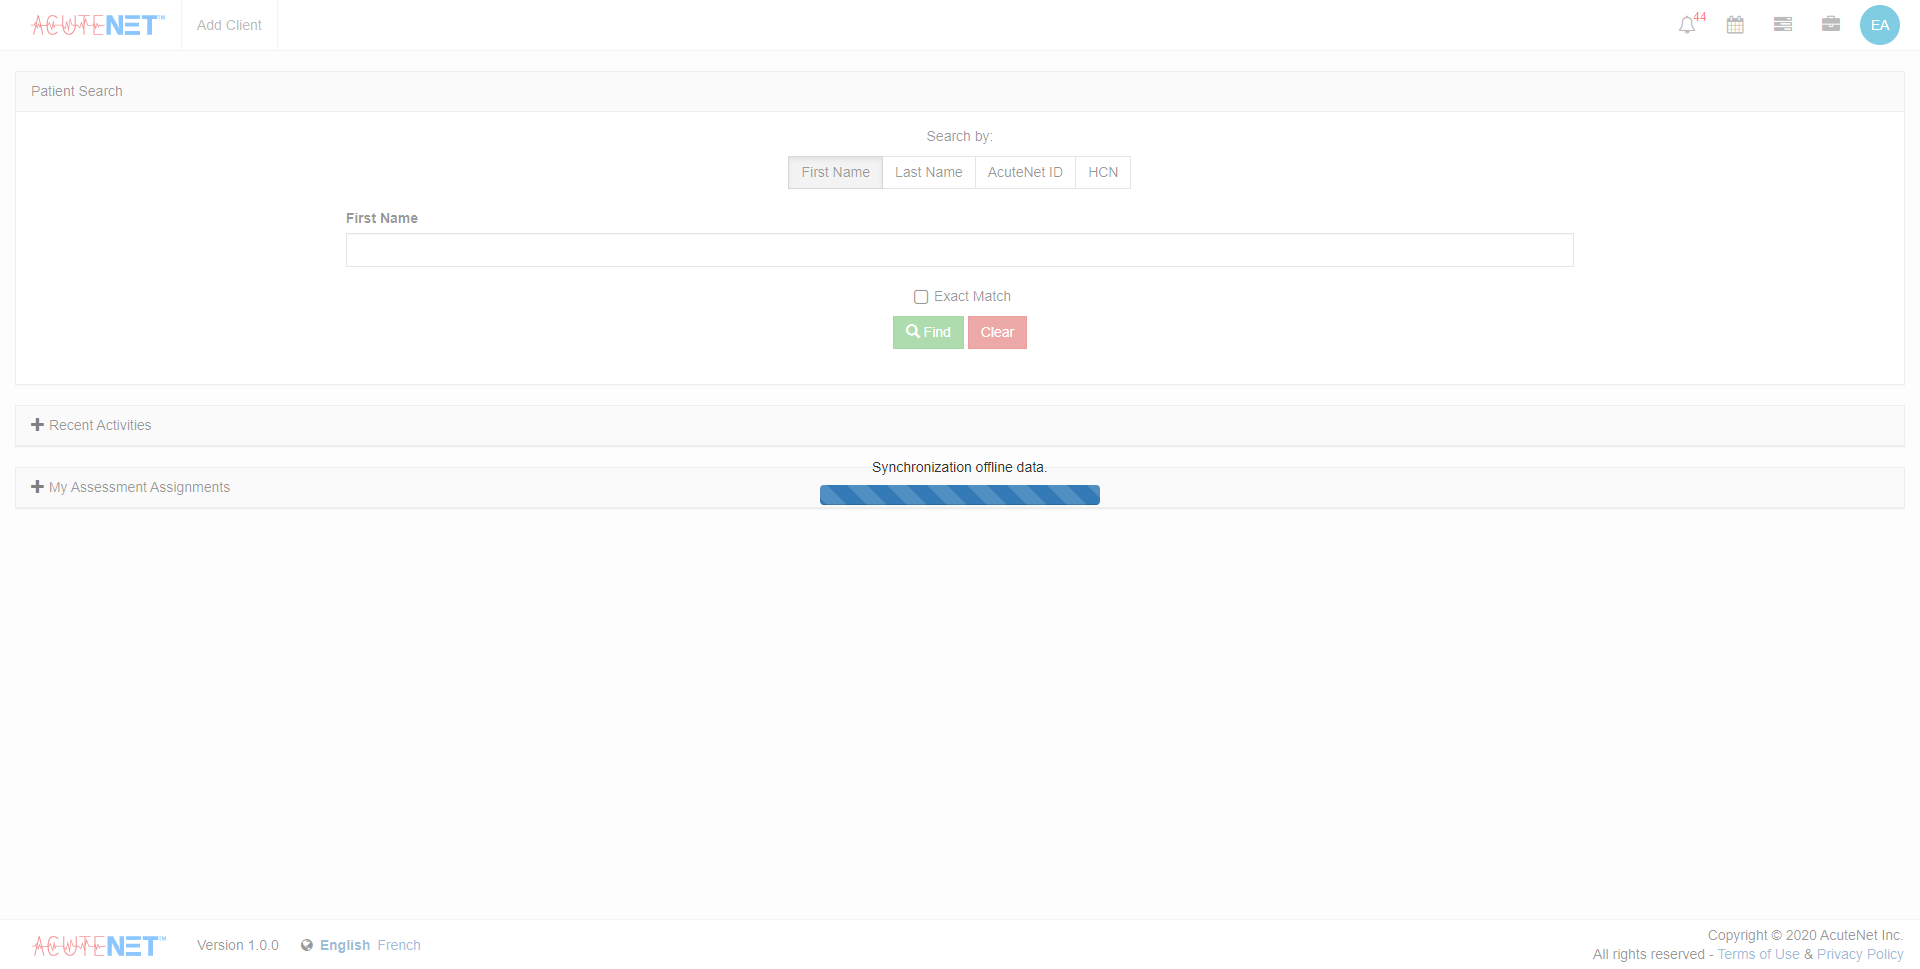 ACUTENET™ Add Client 44 EA
Patient Search
Search by:
First Name Last Name AcuteNet ID HCN
First Name
Exact Match
Find Clear
Recent Activities
Synchronization offline data.
My Assessment Assignments
ACUTENET™ Version 1.0.0 English French
Copyright © 2020 AcuteNet Inc.
All rights reserved - Terms of Use & Privacy Policy